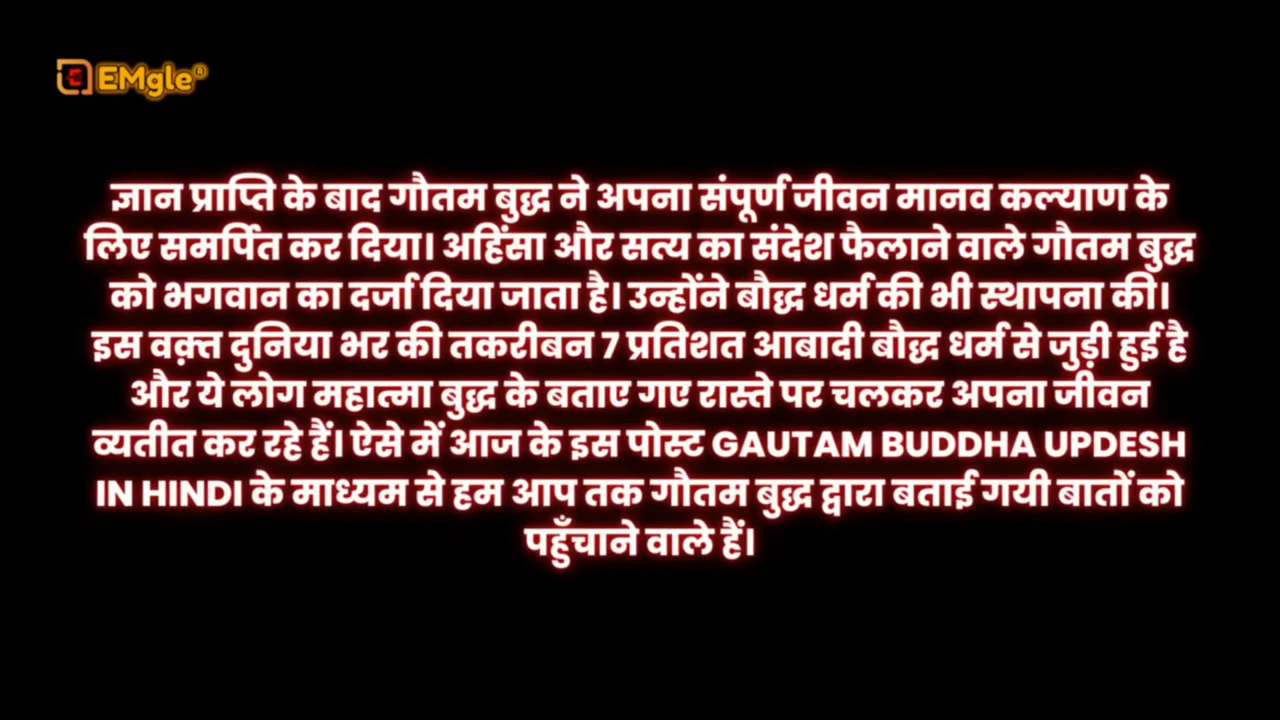 EMgle®
ज्ञान प्राप्ति के बाद गौतम बुद्ध ने अपना संपूर्ण जीवन मानव कल्याण के
लिए समर्पित कर दिया। अहिंसा और सत्य का संदेश फैलाने वाले गौतम बुद्ध
को भगवान का दर्जा दिया जाता है। उन्होंने बौद्ध धर्म की भी स्थापना की।
इस वक़्त दुनिया भर की तकरीबन 7 प्रतिशत आबादी बौद्ध धर्म से जुड़ी हुई है
और ये लोग महात्मा बुद्ध के बताए गए रास्ते पर चलकर अपना जीवन
व्यतीत कर रहे हैं। ऐसे में आज के इस पोस्ट GAUTAM BUDDHA UPDESH
IN HINDI के माध्यम से हम आप तक गौतम बुद्ध द्वारा बताई गयी बातों को
पहुँचाने वाले हैं।